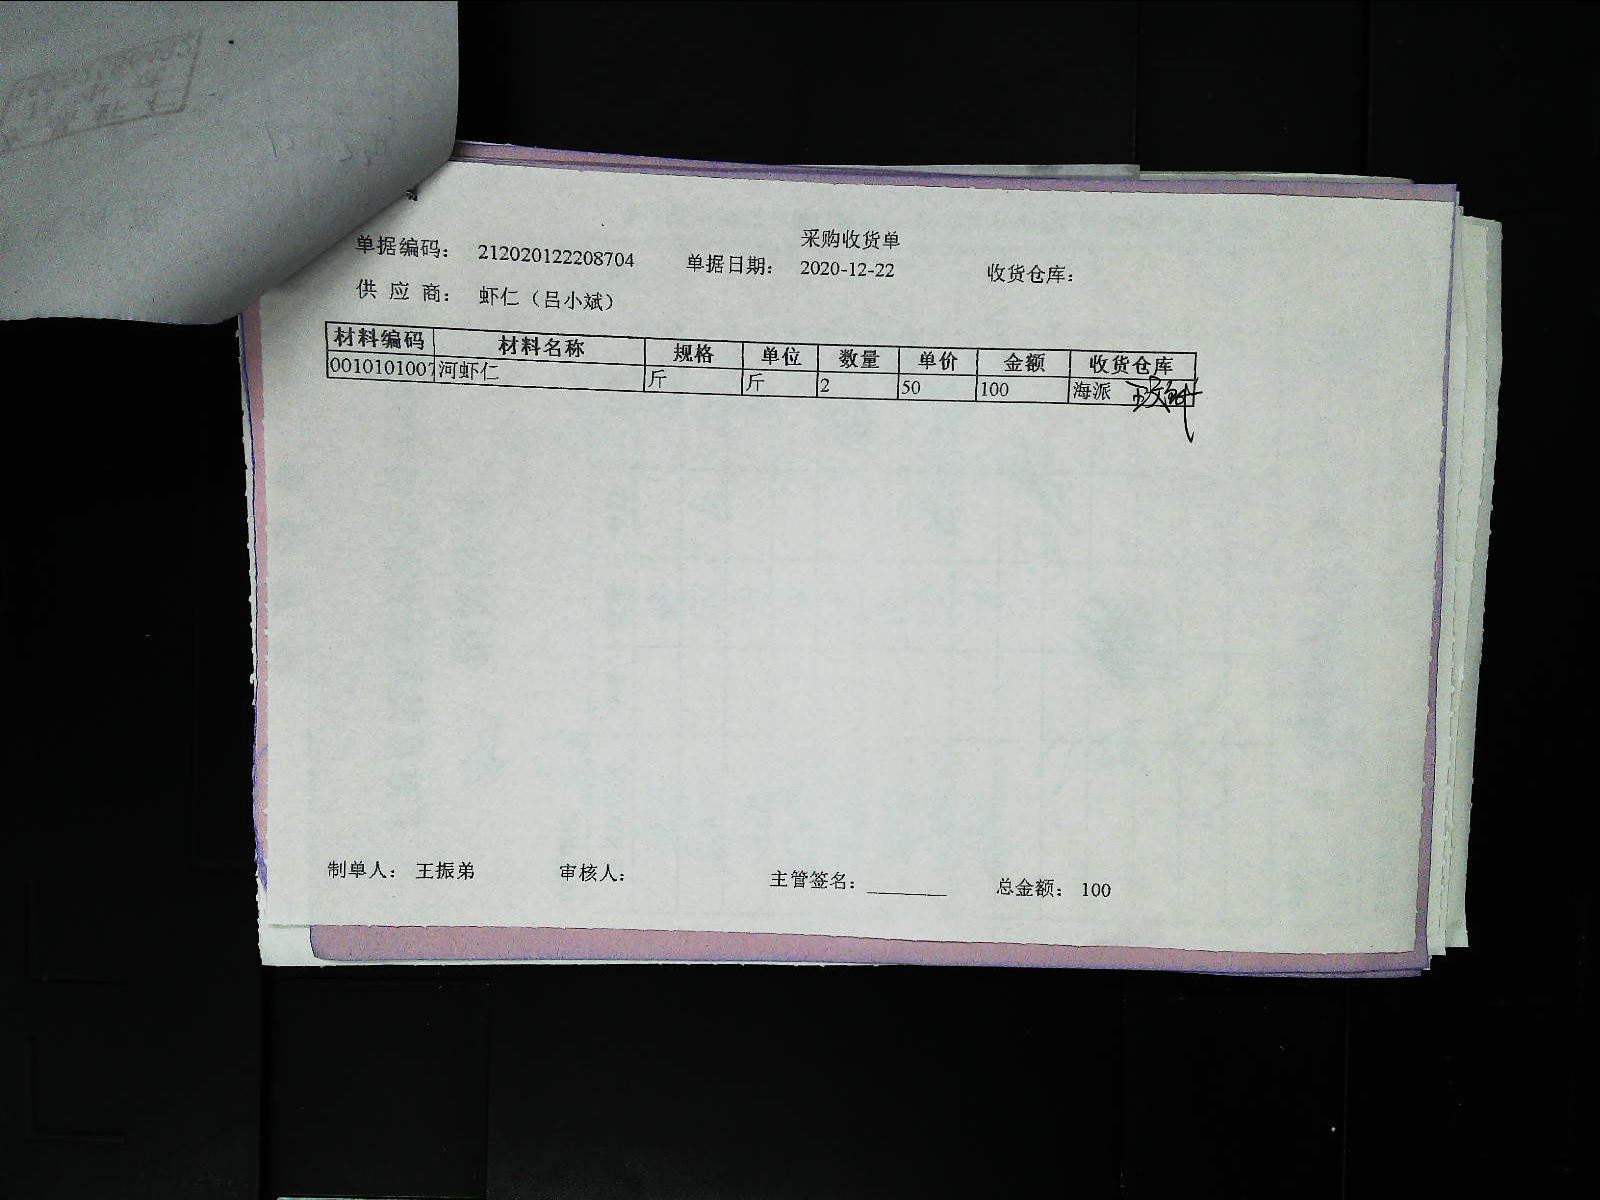 采购收货单
单据编码： 212020122208704 单据日期： 2020-12-22 收货仓库：
供 应 商： 虾仁（吕小斌）
材料编码 材料名称 规格 单位 数量 单价 金额 收货仓库
0010101007 河虾仁 斤 斤 2 50 100 海派
制单人： 王振弟 审核人： 主管签名：________ 总金额： 100